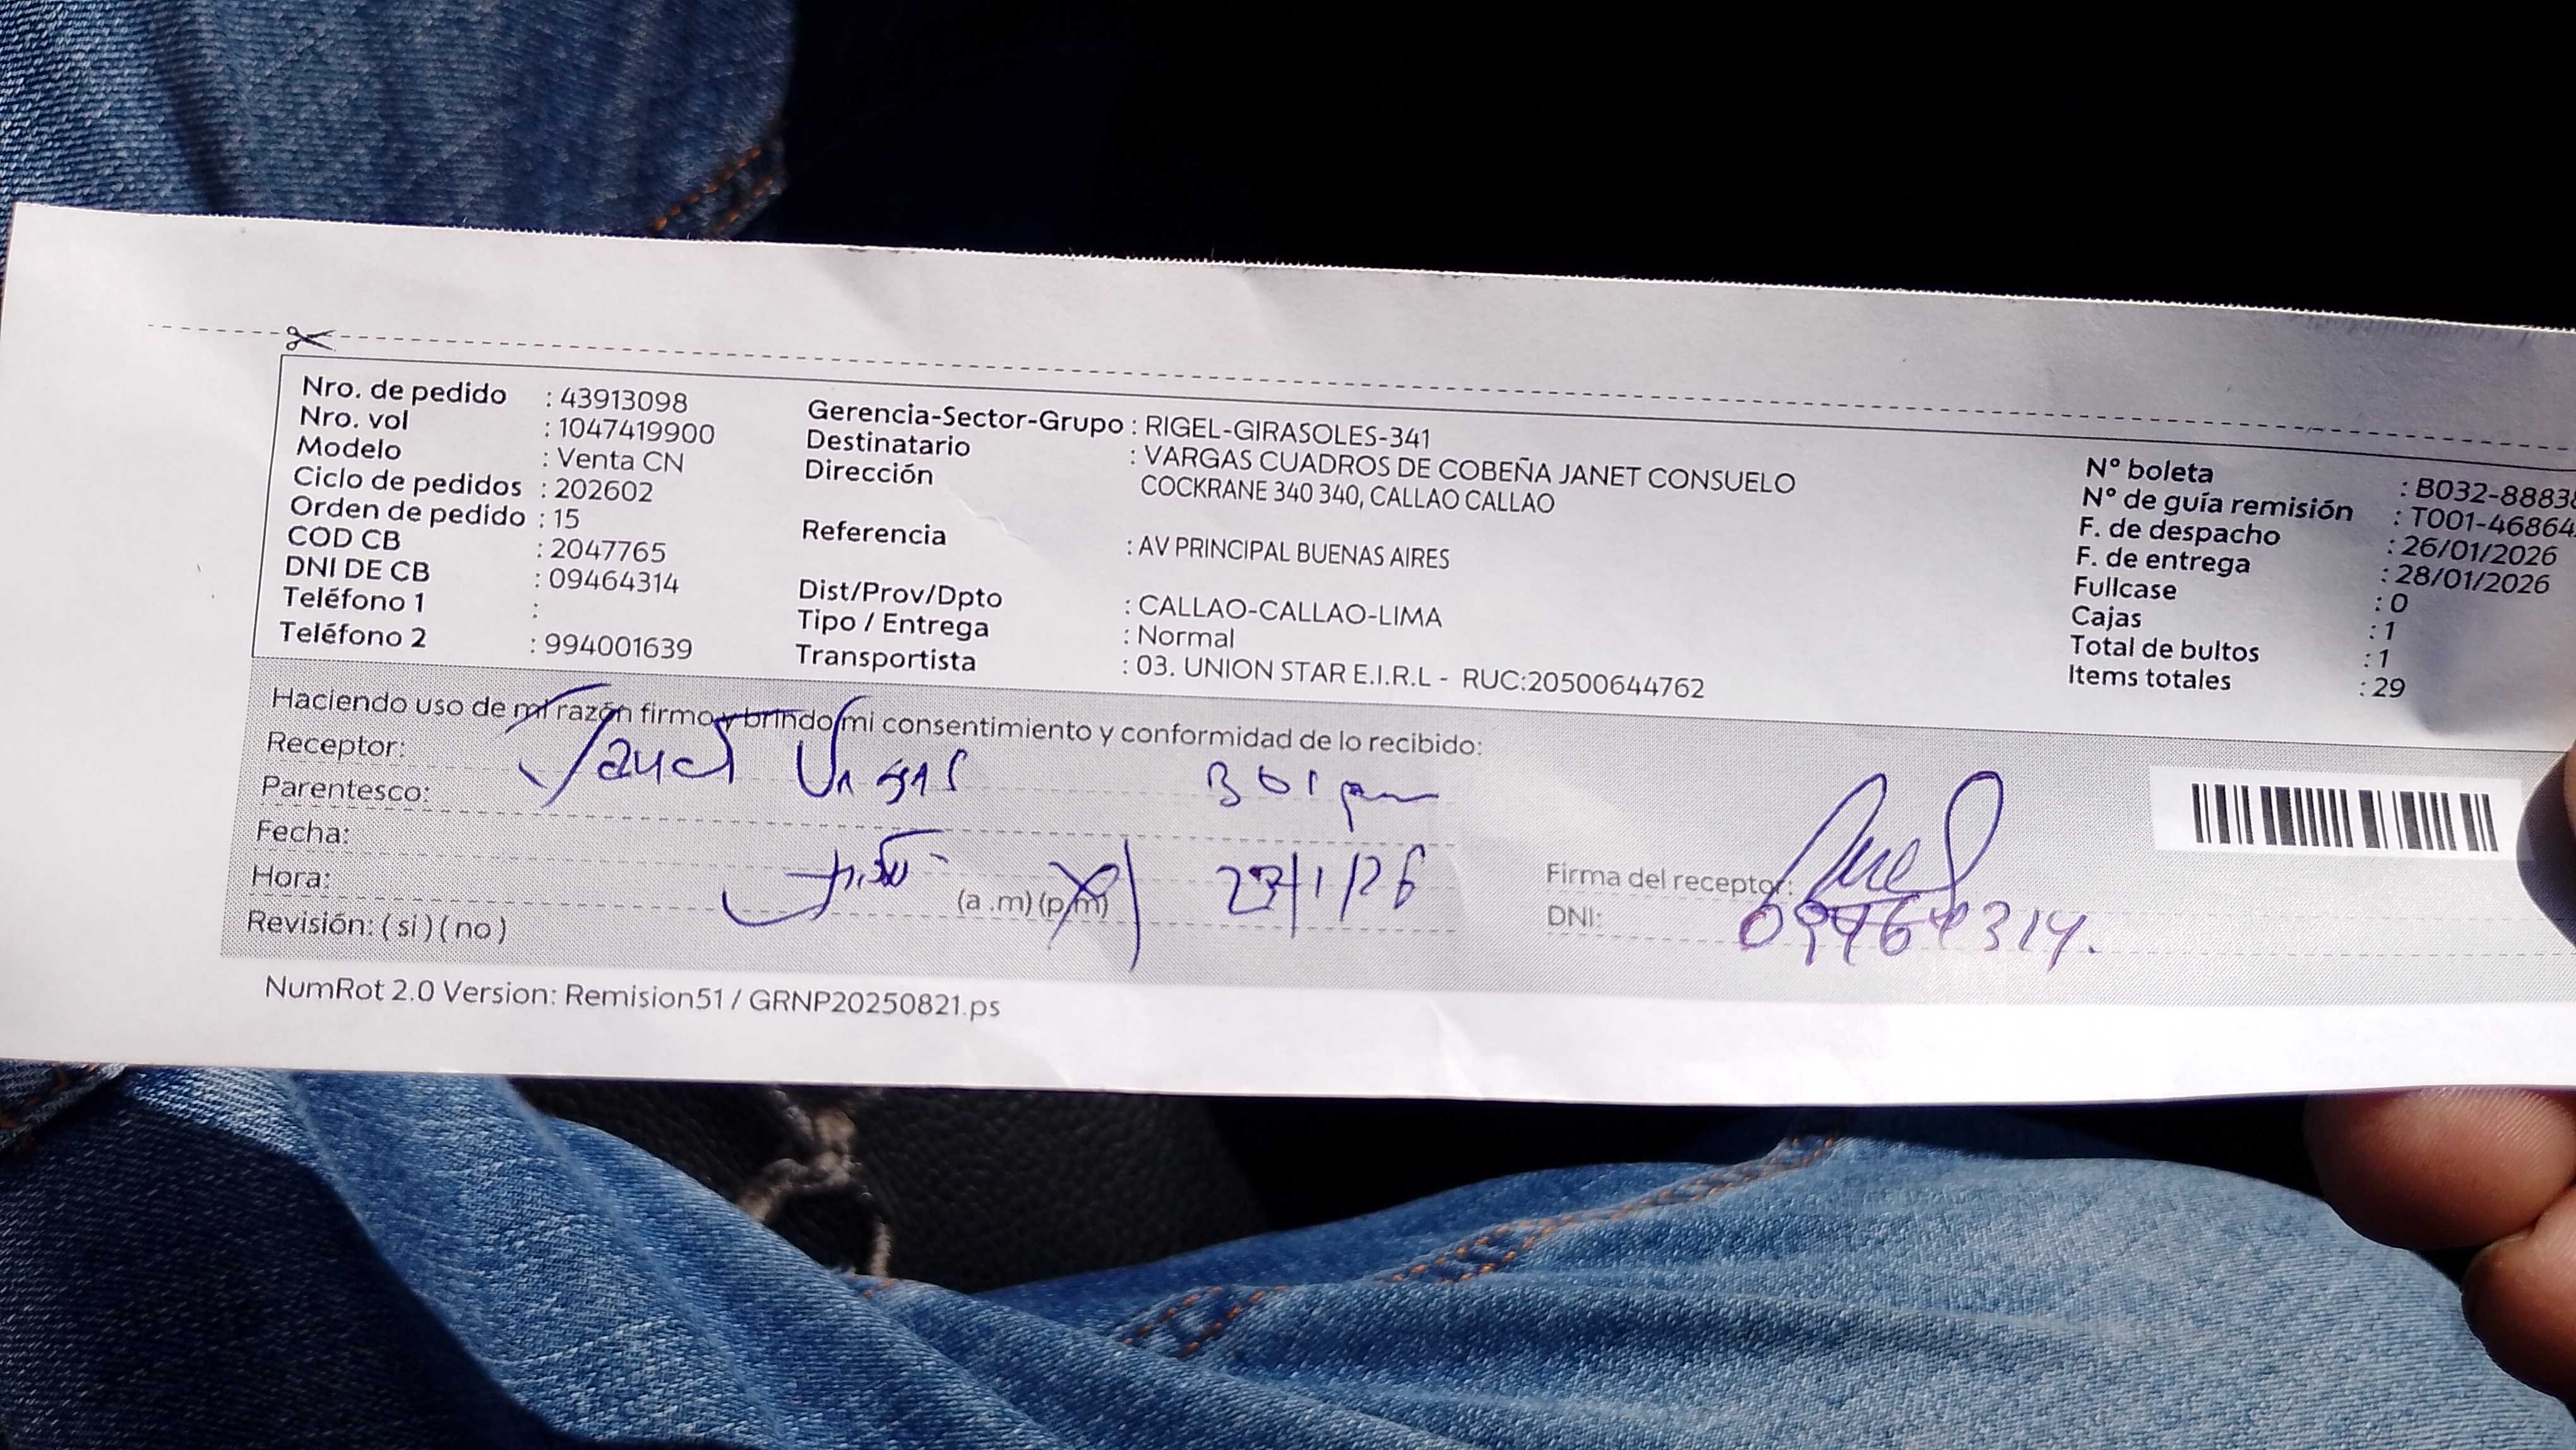 Nro. de pedido : 43913098
Nro. vol : 1047419900
Modelo : Venta CN
Ciclo de pedidos : 202602
Orden de pedido : 15
COD CB : 2047765
DNI DE CB : 09464314
Teléfono 1 :
Teléfono 2 : 994001639
Gerencia-Sector-Grupo : RIGEL-GIRASOLES-341
Destinatario : VARGAS CUADROS DE COBEÑA JANET CONSUELO
Dirección COCKRANE 340 340, CALLAO CALLAO
Referencia : AV PRINCIPAL BUENAS AIRES
Dist/Prov/Dpto : CALLAO-CALLAO-LIMA
Tipo / Entrega : Normal
Transportista : 03. UNION STAR E.I.R.L - RUC:20500644762
N° boleta : B032-8883
N° de guía remisión : T001-46864
F. de despacho : 26/01/2026
F. de entrega : 28/01/2026
Fullcase : 0
Cajas : 1
Total de bultos : 1
Items totales : 29
Haciendo uso de mi razón firmo y brindo mi consentimiento y conformidad de lo recibido:
Receptor: Janet Vargas
Parentesco:
Fecha:
Hora: (a .m) (p.m)
Revisión: ( si ) ( no )
Firma del receptor:
DNI: 09464314.
NumRot 2.0 Version: Remision51 / GRNP20250821.ps